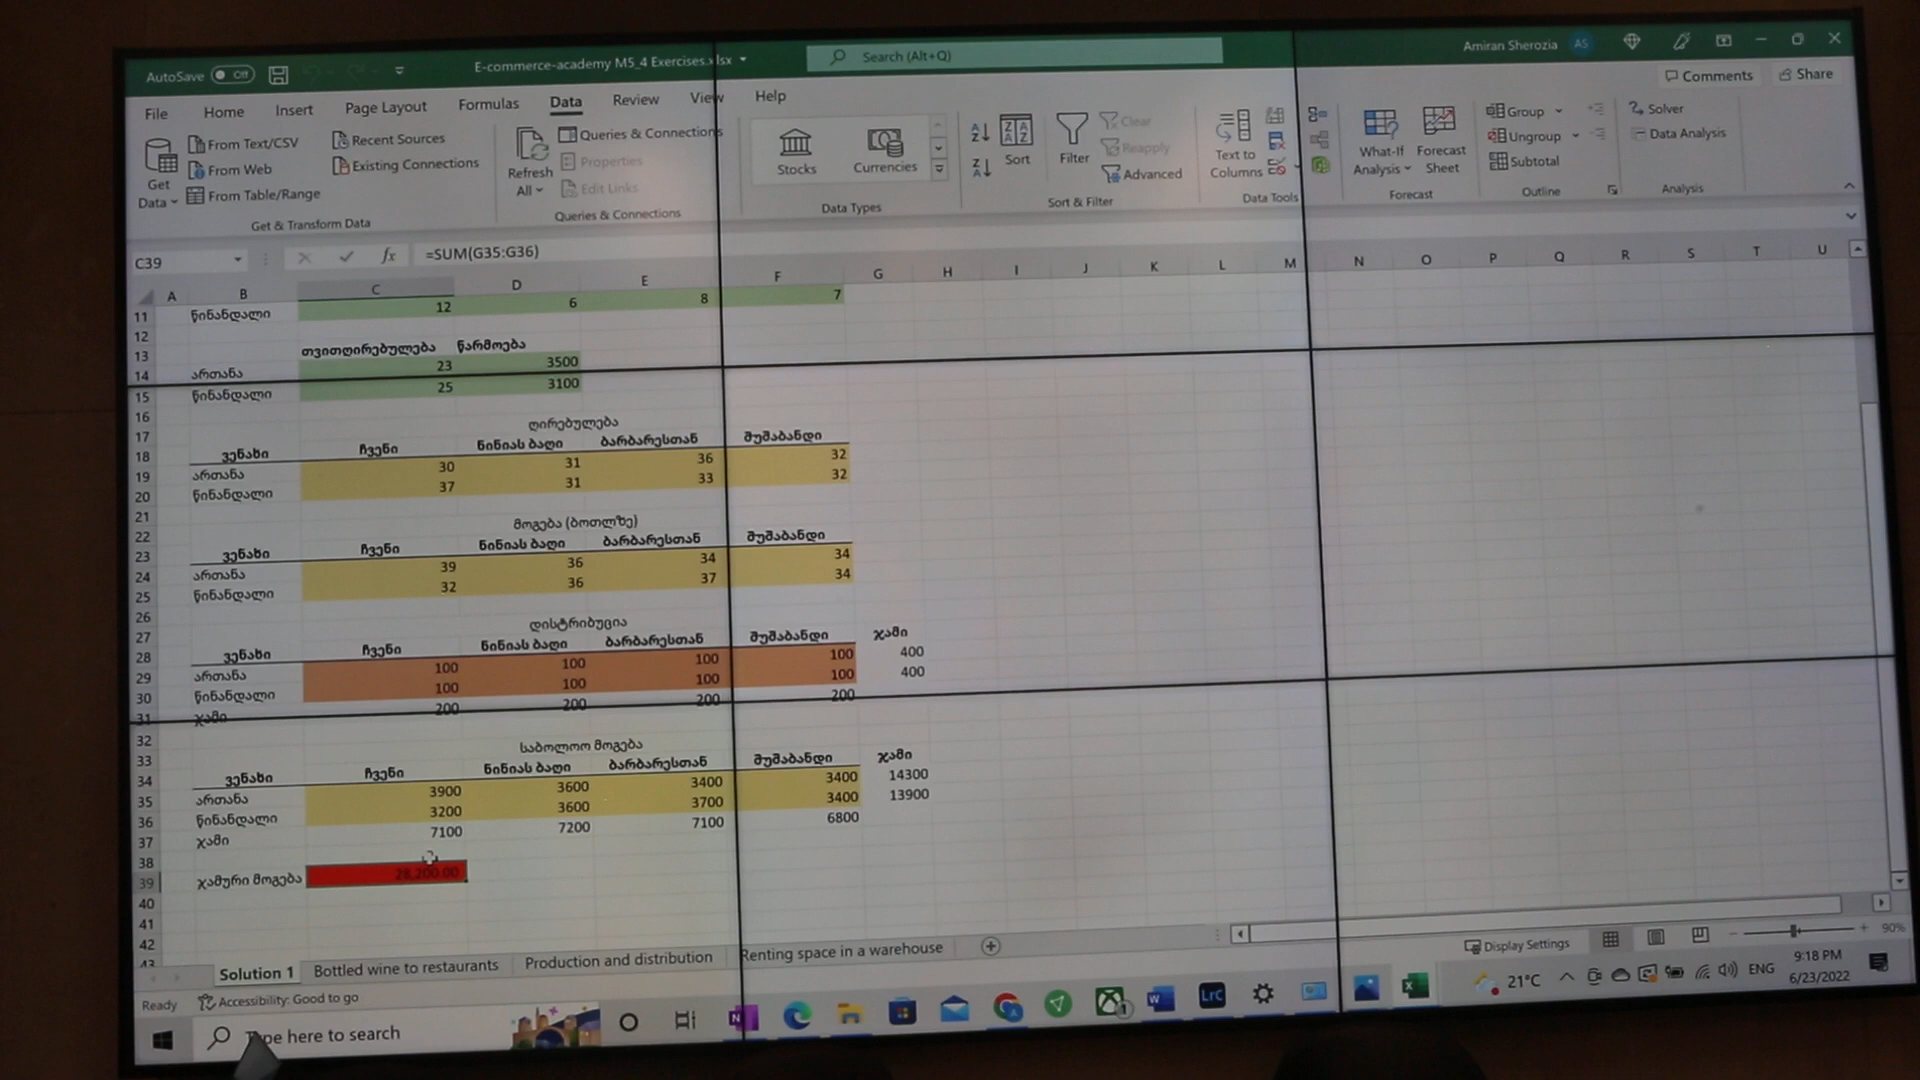 AutoSave Off E-commerce-academy M5_4 Exercises.xlsx Search (Alt+Q) Amiran Sherozia AS
File Home Insert Page Layout Formulas Data Review View Help Comments Share
Get Data From Text/CSV From Web From Table/Range Recent Sources Existing Connections
Get & Transform Data
Refresh All Queries & Connections Properties Edit Links
Queries & Connections
Stocks Currencies
Data Types
Sort Filter Clear Reapply Advanced
Sort & Filter
Text to Columns
Data Tools
What-If Analysis Forecast Sheet
Forecast
Group Ungroup Subtotal
Outline
Solver Data Analysis
Analysis
C39 fx =SUM(G35:G36)
A B C D E F G H I J K L M N O P Q R S T U
11 წინანდალი 12 6 8 7
12
13 თვითღირებულება წარმოება
14 ართანა 23 3500
15 წინანდალი 25 3100
16
17 ღირებულება
18 ვენახი ჩვენი ნინიას ბაღი ბარბარესთან შუშაბანდი
19 ართანა 30 31 36 32
20 წინანდალი 37 31 33 32
21
22 მოგება (ბოთლზე)
23 ვენახი ჩვენი ნინიას ბაღი ბარბარესთან შუშაბანდი
24 ართანა 39 36 34 34
25 წინანდალი 32 36 37 34
26
27 დისტრიბუცია
28 ვენახი ჩვენი ნინიას ბაღი ბარბარესთან შუშაბანდი ჯამი
29 ართანა 100 100 100 100 400
30 წინანდალი 100 100 100 100 400
31 ჯამი 200 200 200 200
32
33 საბოლოო მოგება
34 ვენახი ჩვენი ნინიას ბაღი ბარბარესთან შუშაბანდი ჯამი
35 ართანა 3900 3600 3400 3400 14300
36 წინანდალი 3200 3600 3700 3400 13900
37 ჯამი 7100 7200 7100 6800
38
39 ჯამური მოგება 28,200.00
40
41
42
43
Solution 1 Bottled wine to restaurants Production and distribution Renting space in a warehouse
Ready Accessibility: Good to go Display Settings 90%
Type here to search 21°C ENG 9:18 PM
6/23/2022